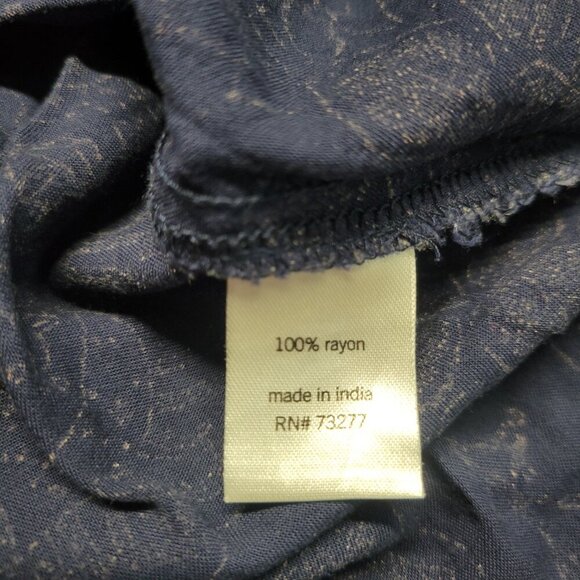 100% rayon
made in india
RN# 73277